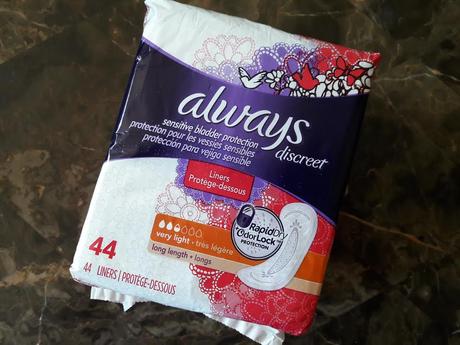 always
discreet
sensitive bladder protection
protection pour les vessies sensibles
protección para vejiga sensible
Liners
Protège-dessous
RapidDry
OdorLock
PROTECTION
very light • très légère
long length • longs
44
44 LINERS | PROTÈGE-DESSOUS